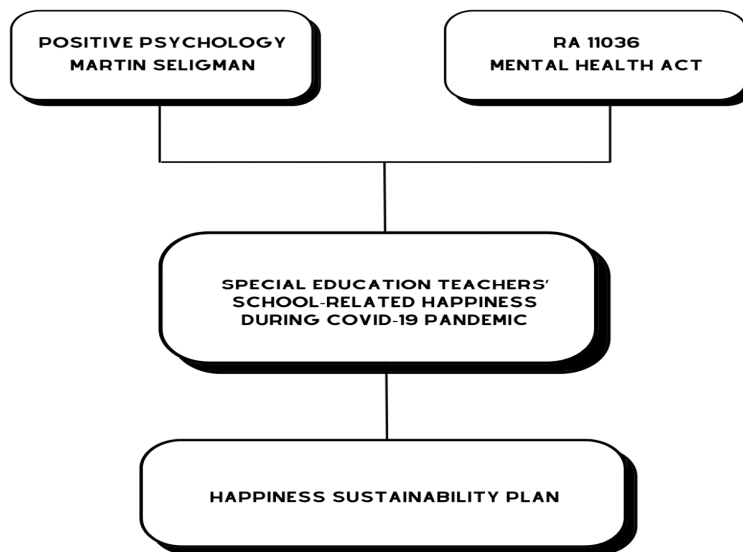 POSITIVE PSYCHOLOGY
MARTIN SELIGMAN
RA 11036
MENTAL HEALTH ACT
SPECIAL EDUCATION TEACHERS'
SCHOOL-RELATED HAPPINESS
DURING COVID-19 PANDEMIC
HAPPINESS SUSTAINABILITY PLAN